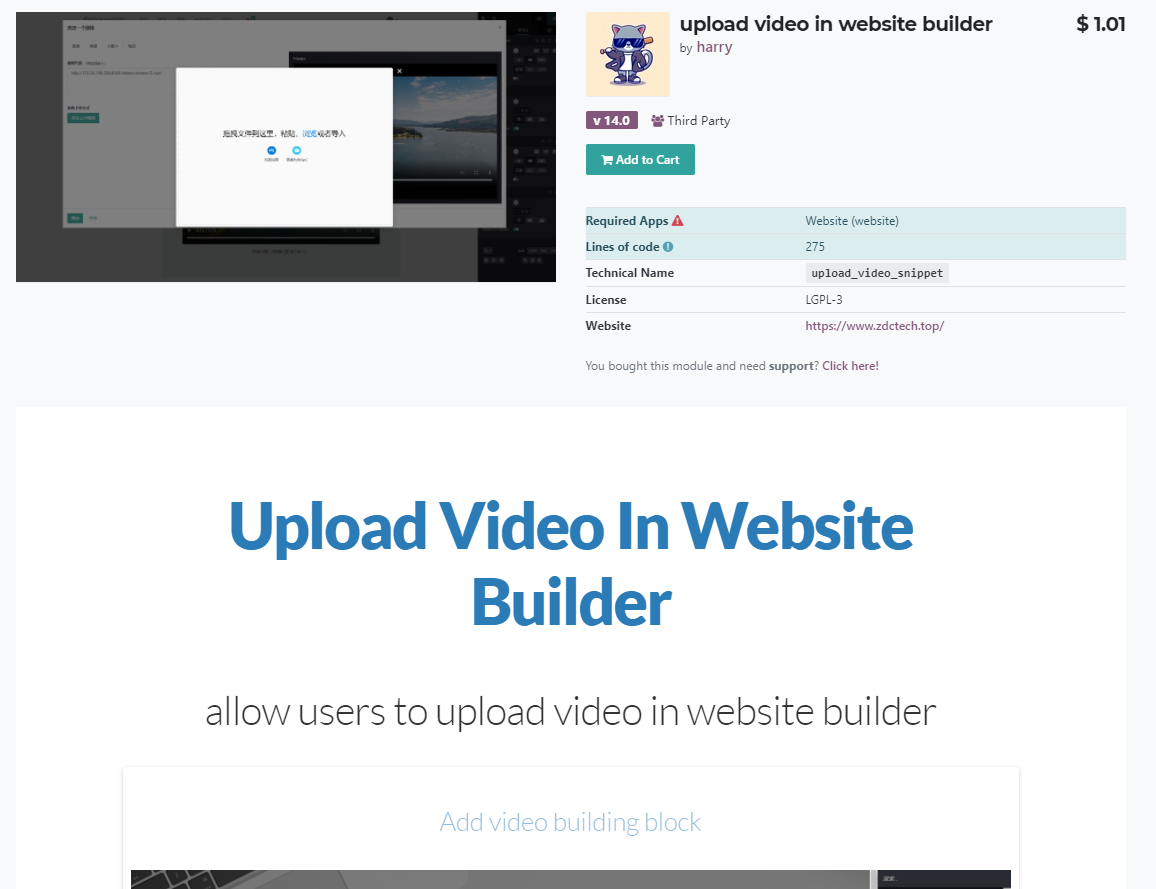 拖拽文件到这里，粘贴，浏览或者导入
upload video in website builder
$ 1.01
by harry
v 14.0
Third Party
Add to Cart
Required Apps
Website (website)
Lines of code
275
Technical Name
upload_video_snippet
License
LGPL-3
Website
https://www.zdctech.top/
You bought this module and need support? Click here!
Upload Video In Website
Builder
allow users to upload video in website builder
Add video building block